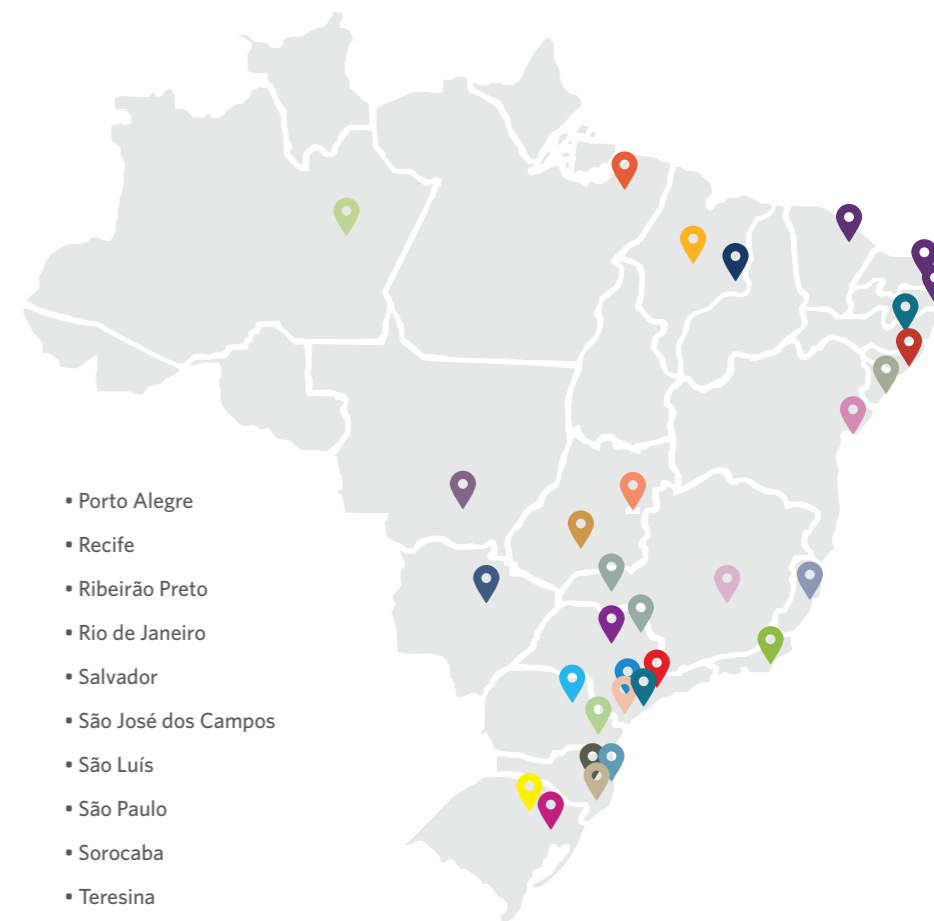 ▪ Porto Alegre
▪ Recife
▪ Ribeirão Preto
▪ Rio de Janeiro
▪ Salvador
▪ São José dos Campos
▪ São Luís
▪ São Paulo
▪ Sorocaba
▪ Teresina